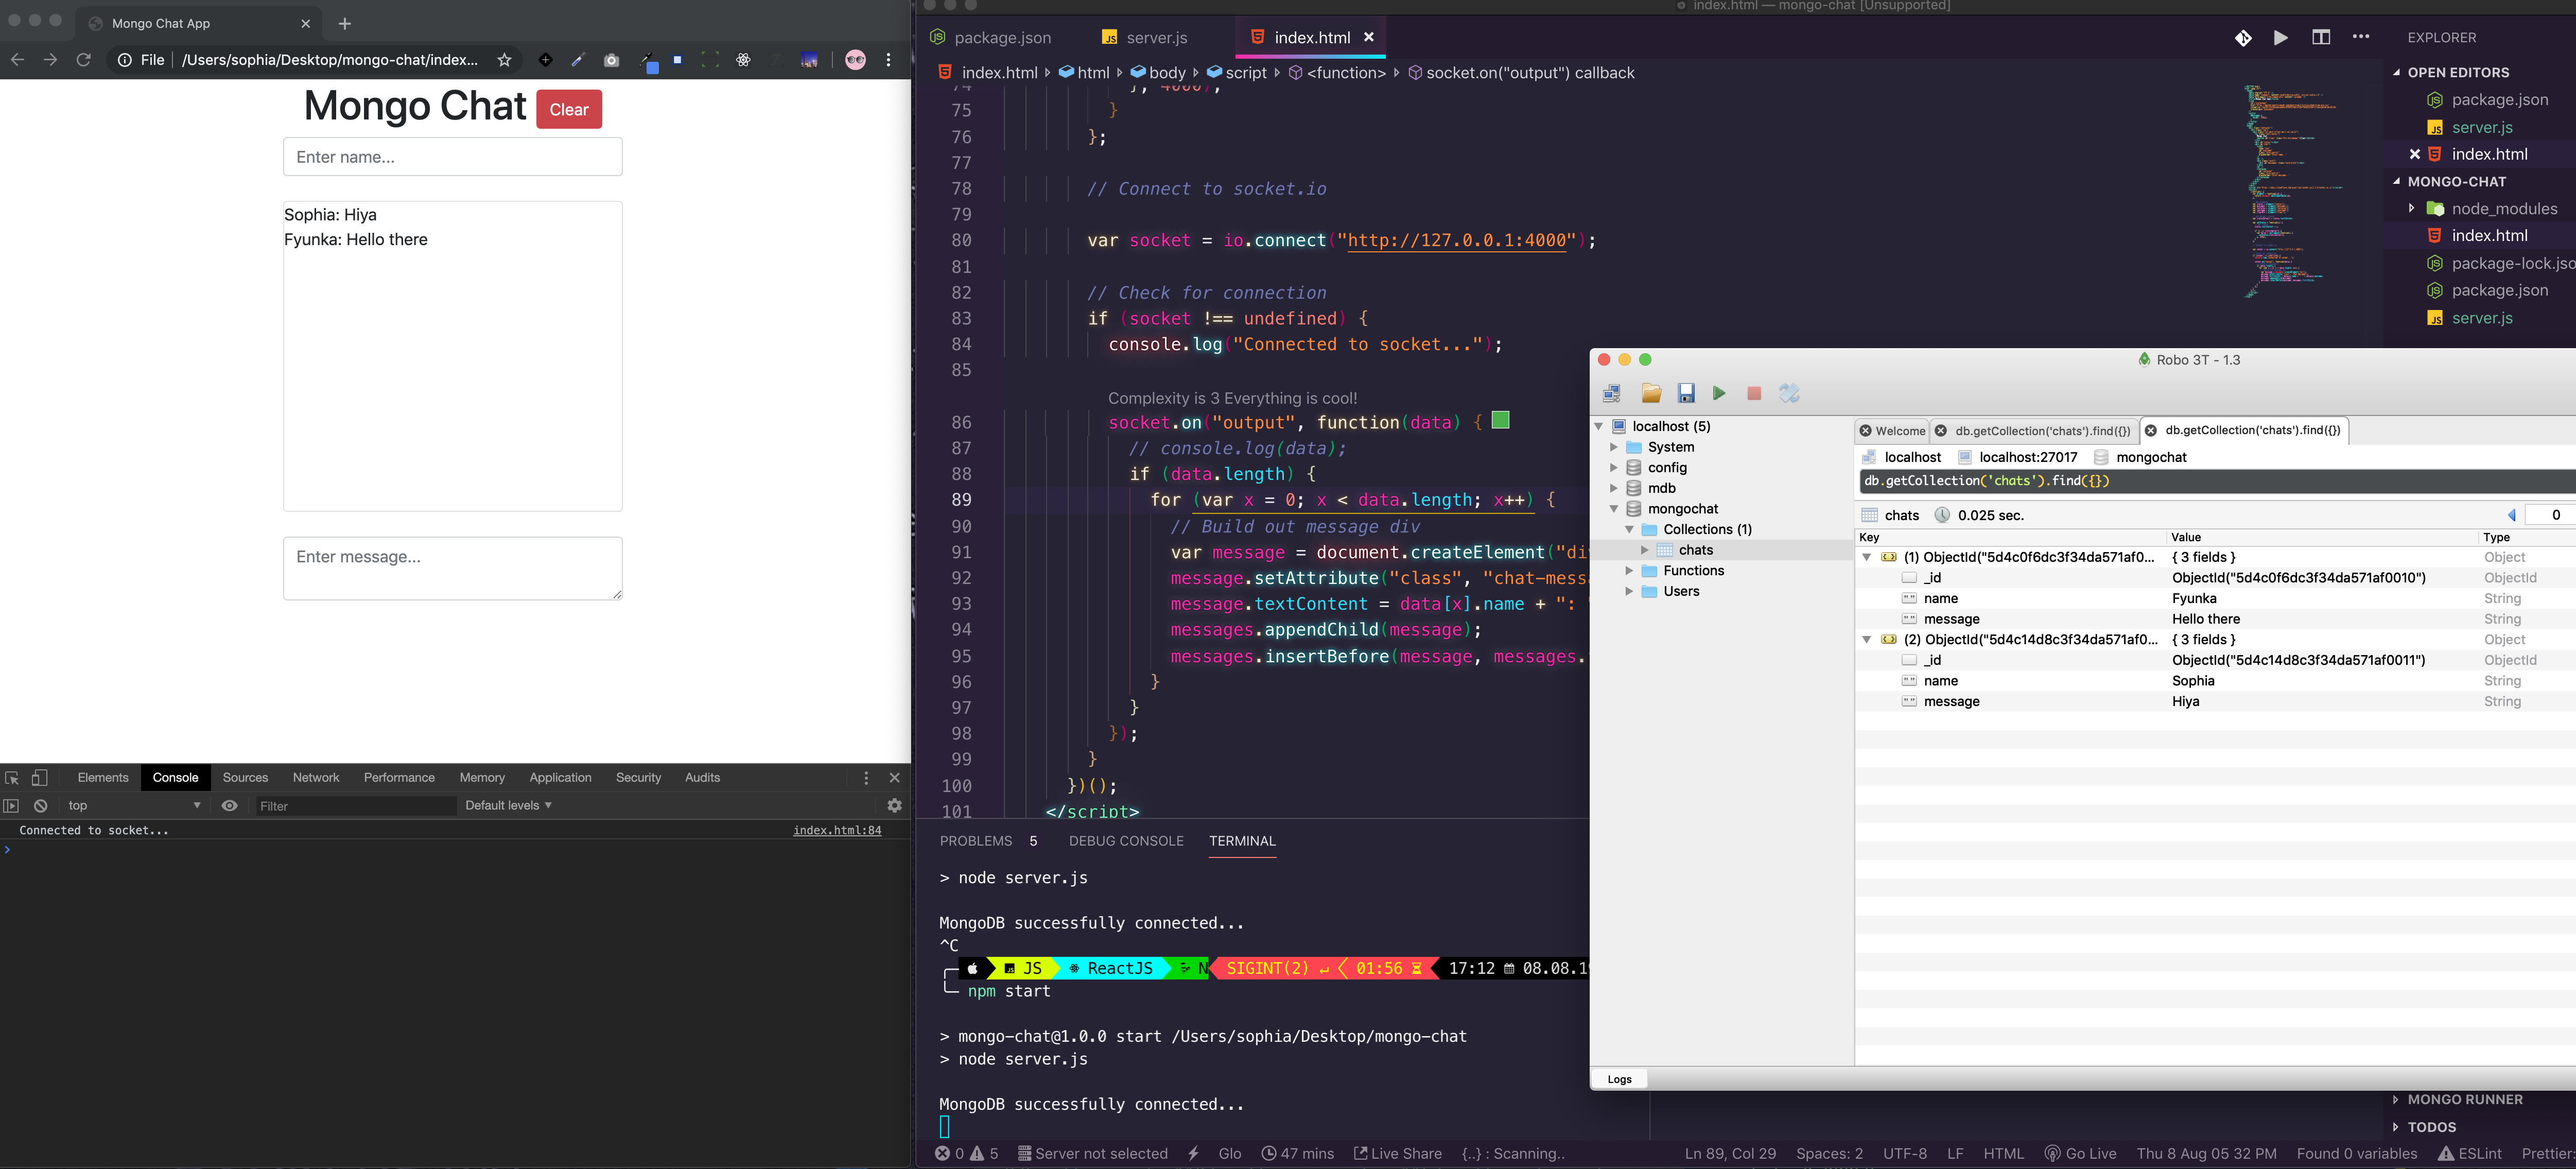 Mongo Chat App
File
/Users/sophia/Desktop/mongo-chat/index...
Mongo Chat
Clear
Enter name...
Sophia: Hiya
Fyunka: Hello there
Enter message...
Elements Console Sources Network Performance Memory Application Security Audits
top Filter Default levels
Connected to socket... index.html:84
index.html — mongo-chat [Unsupported]
package.json server.js index.html
index.html html body script <function> socket.on("output") callback
74 }, 4000);
75 }
76 };
77
78 // Connect to socket.io
79
80 var socket = io.connect("http://127.0.0.1:4000");
81
82 // Check for connection
83 if (socket !== undefined) {
84 console.log("Connected to socket...");
85
Complexity is 3 Everything is cool!
86 socket.on("output", function(data) {
87 // console.log(data);
88 if (data.length) {
89 for (var x = 0; x < data.length; x++) {
90 // Build out message div
91 var message = document.createElement("di
92 message.setAttribute("class", "chat-messa
93 message.textContent = data[x].name + ":
94 messages.appendChild(message);
95 messages.insertBefore(message, messages.
96 }
97 }
98 });
99 }
100 })();
101 </script>
PROBLEMS 5 DEBUG CONSOLE TERMINAL
> node server.js
MongoDB successfully connected...
^C
JS ReactJS N SIGINT(2) ↵ 01:56 17:12 08.08.1
npm start
> mongo-chat@1.0.0 start /Users/sophia/Desktop/mongo-chat
> node server.js
MongoDB successfully connected...
0 5 Server not selected Glo 47 mins Live Share {..} : Scanning.. Ln 89, Col 29 Spaces: 2 UTF-8 LF HTML Go Live Thu 8 Aug 05 32 PM Found 0 variables ESLint Prettier
EXPLORER
OPEN EDITORS
package.json
server.js
index.html
MONGO-CHAT
node_modules
index.html
package-lock.jso
package.json
server.js
MONGO RUNNER
TODOS
Robo 3T - 1.3
localhost (5)
System
config
mdb
mongochat
Collections (1)
chats
Functions
Users
Welcome db.getCollection('chats').find({}) db.getCollection('chats').find({})
localhost localhost:27017 mongochat
db.getCollection('chats').find({})
chats 0.025 sec. 0
Key Value Type
(1) ObjectId("5d4c0f6dc3f34da571af0... { 3 fields } Object
_id ObjectId("5d4c0f6dc3f34da571af0010") ObjectId
name Fyunka String
message Hello there String
(2) ObjectId("5d4c14d8c3f34da571af0... { 3 fields } Object
_id ObjectId("5d4c14d8c3f34da571af0011") ObjectId
name Sophia String
message Hiya String
Logs